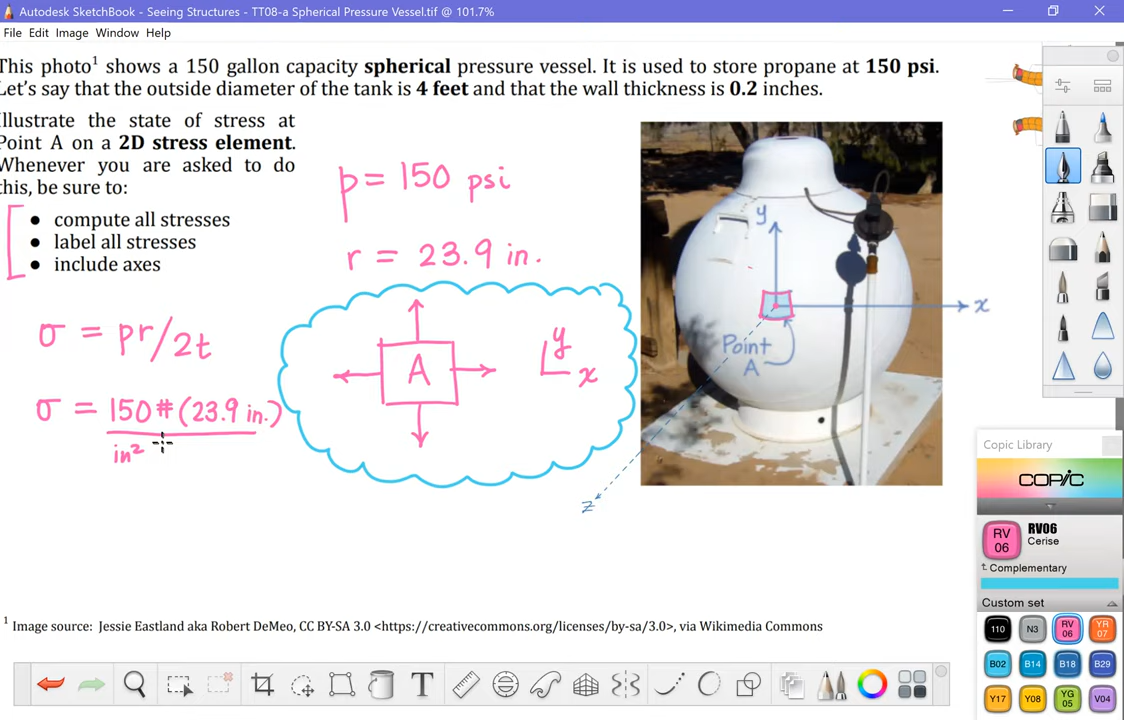 Autodesk SketchBook - Seeing Structures - TT08-a Spherical Pressure Vessel.tif @ 101.7%
File Edit Image Window Help
This photo¹ shows a 150 gallon capacity spherical pressure vessel. It is used to store propane at 150 psi.
Let's say that the outside diameter of the tank is 4 feet and that the wall thickness is 0.2 inches.
Illustrate the state of stress at
Point A on a 2D stress element.
Whenever you are asked to do
this, be sure to:
• compute all stresses
• label all stresses
• include axes
p = 150 psi
r = 23.9 in.
σ = pr/2t
σ = 150# (23.9 in.)
in²
A
y
x
y
x
Point
A
z
¹ Image source: Jessie Eastland aka Robert DeMeo, CC BY-SA 3.0 <https://creativecommons.org/licenses/by-sa/3.0>, via Wikimedia Commons
Copic Library
COPIC
RV
06
RV06
Cerise
Complementary
Custom set
110 N3 RV 06 YR 07
B02 B14 B18 B29
Y17 Y08 YG 05 V04
T